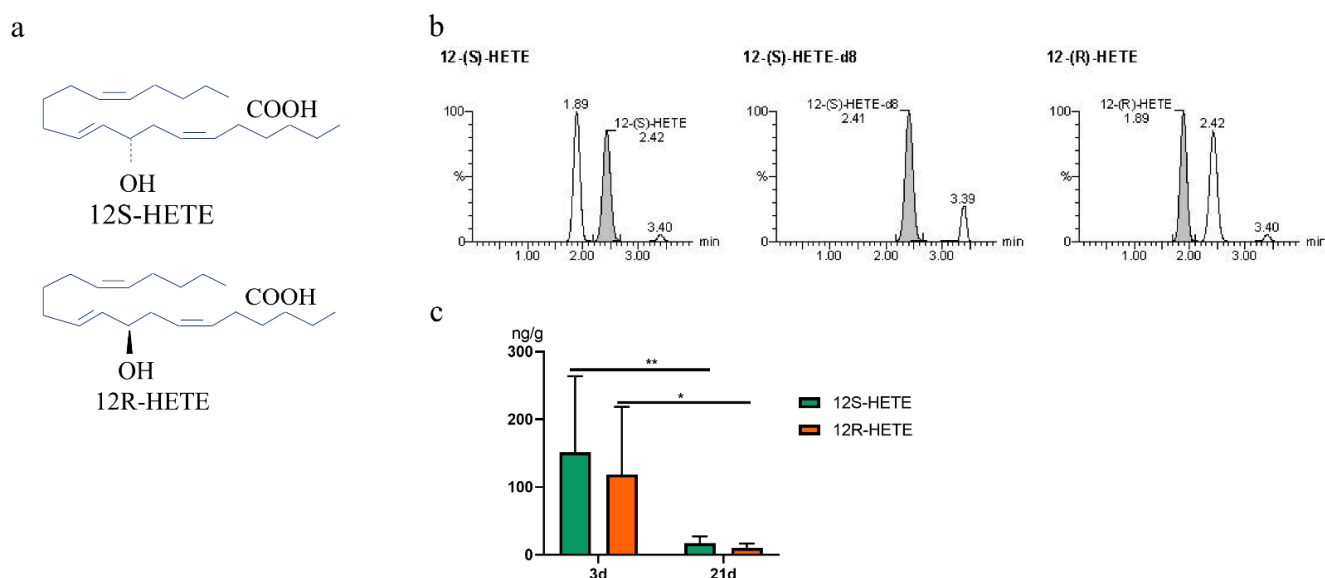 a
COOH
OH
12S-HETE
COOH
OH
12R-HETE
b
12-(S)-HETE
100
%
0
1.89
12-(S)-HETE
2.42
3.40
1.00 2.00 3.00
min
12-(S)-HETE-d8
100
%
0
12-(S)-HETE-d8
2.41
3.39
1.00 2.00 3.00
min
12-(R)-HETE
100
%
0
12-(R)-HETE
1.89
2.42
3.40
1.00 2.00 3.00
min
c
ng/g
300
200
100
0
**
*
3d 21d
12S-HETE
12R-HETE